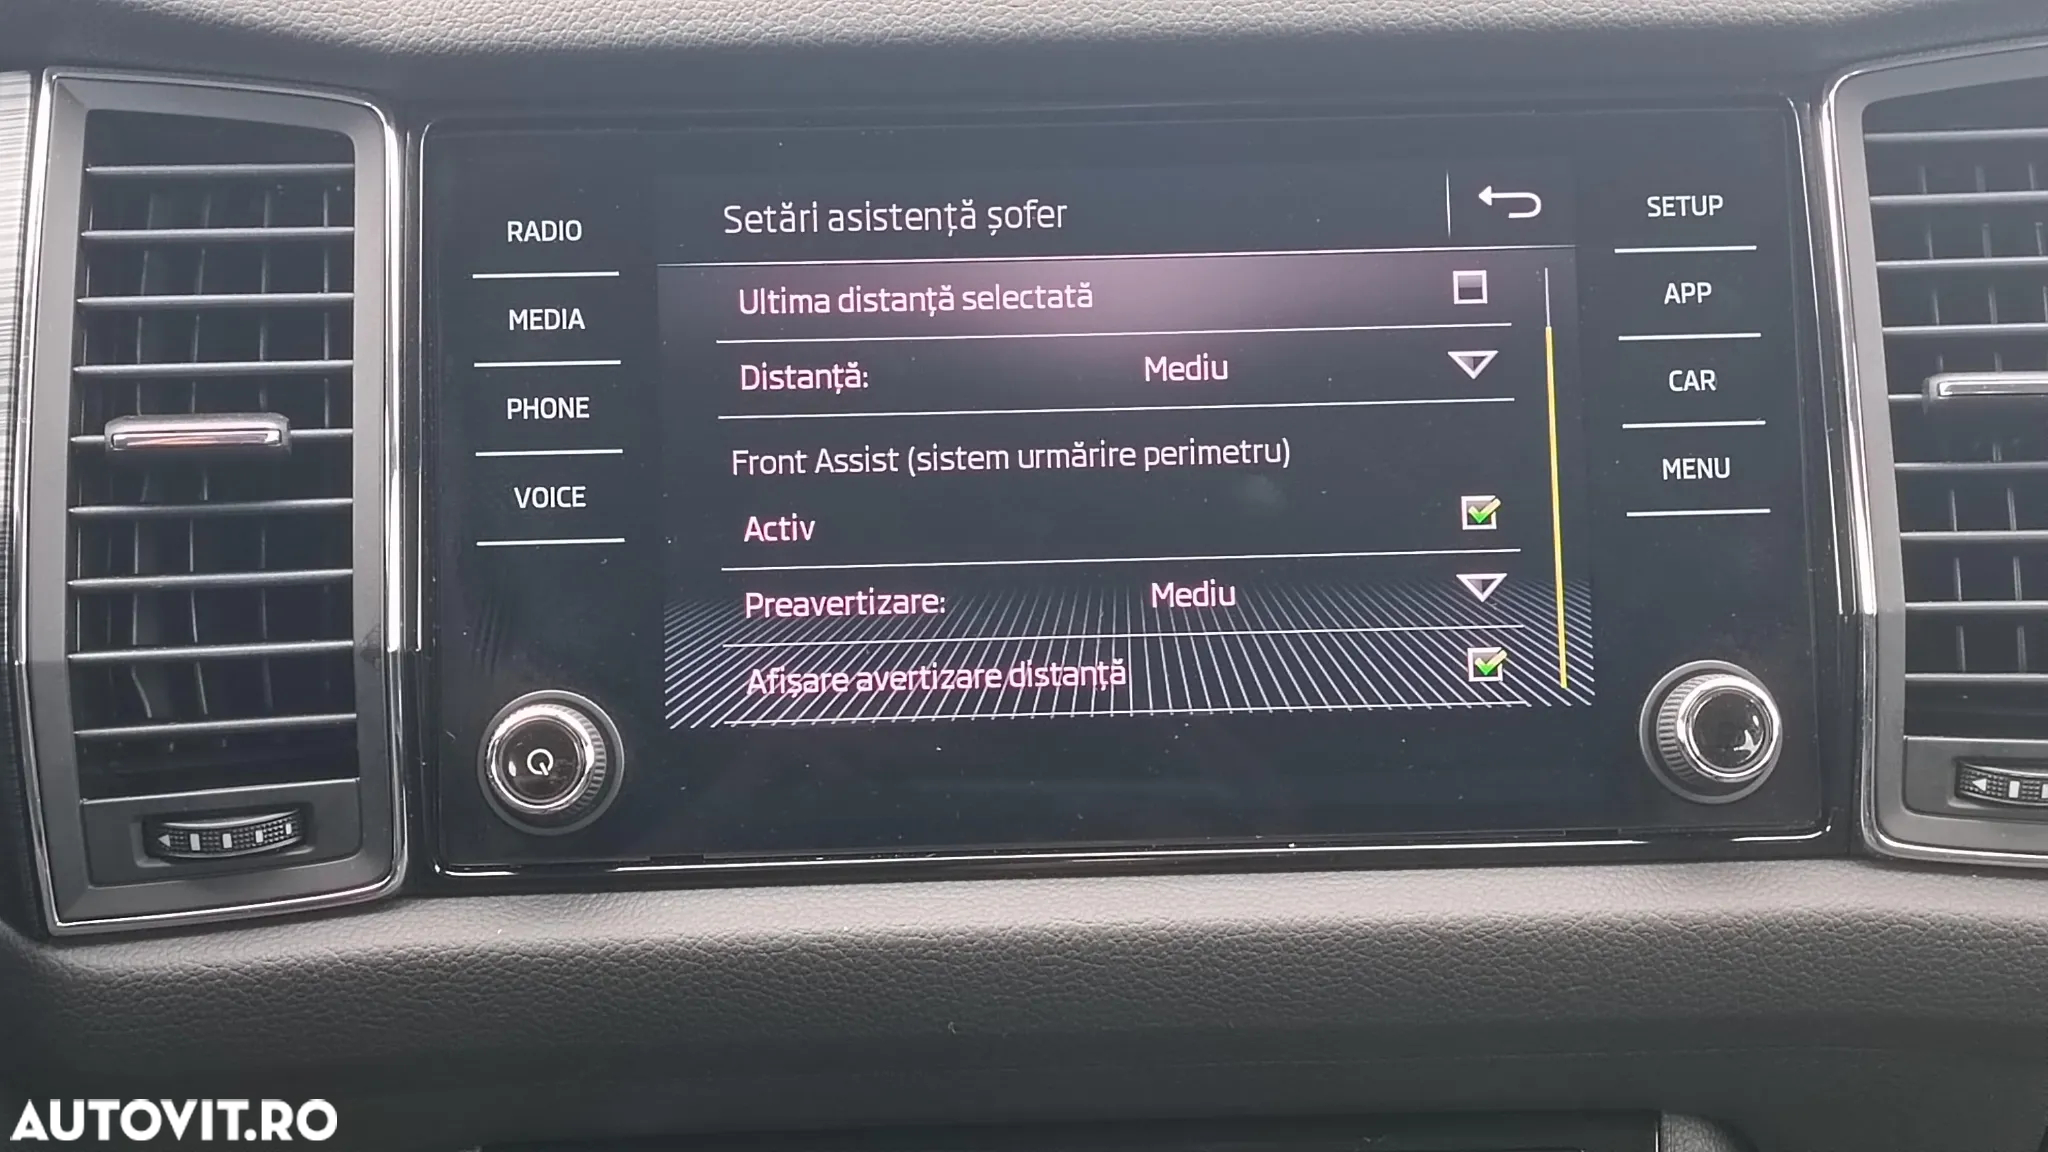 RADIO
MEDIA
PHONE
VOICE
Setări asistență șofer
Ultima distanță selectată
Distanță: Mediu
Front Assist (sistem urmărire perimetru)
Activ
Preavertizare: Mediu
Afișare avertizare distanță
SETUP
APP
CAR
MENU
AUTOVIT.RO